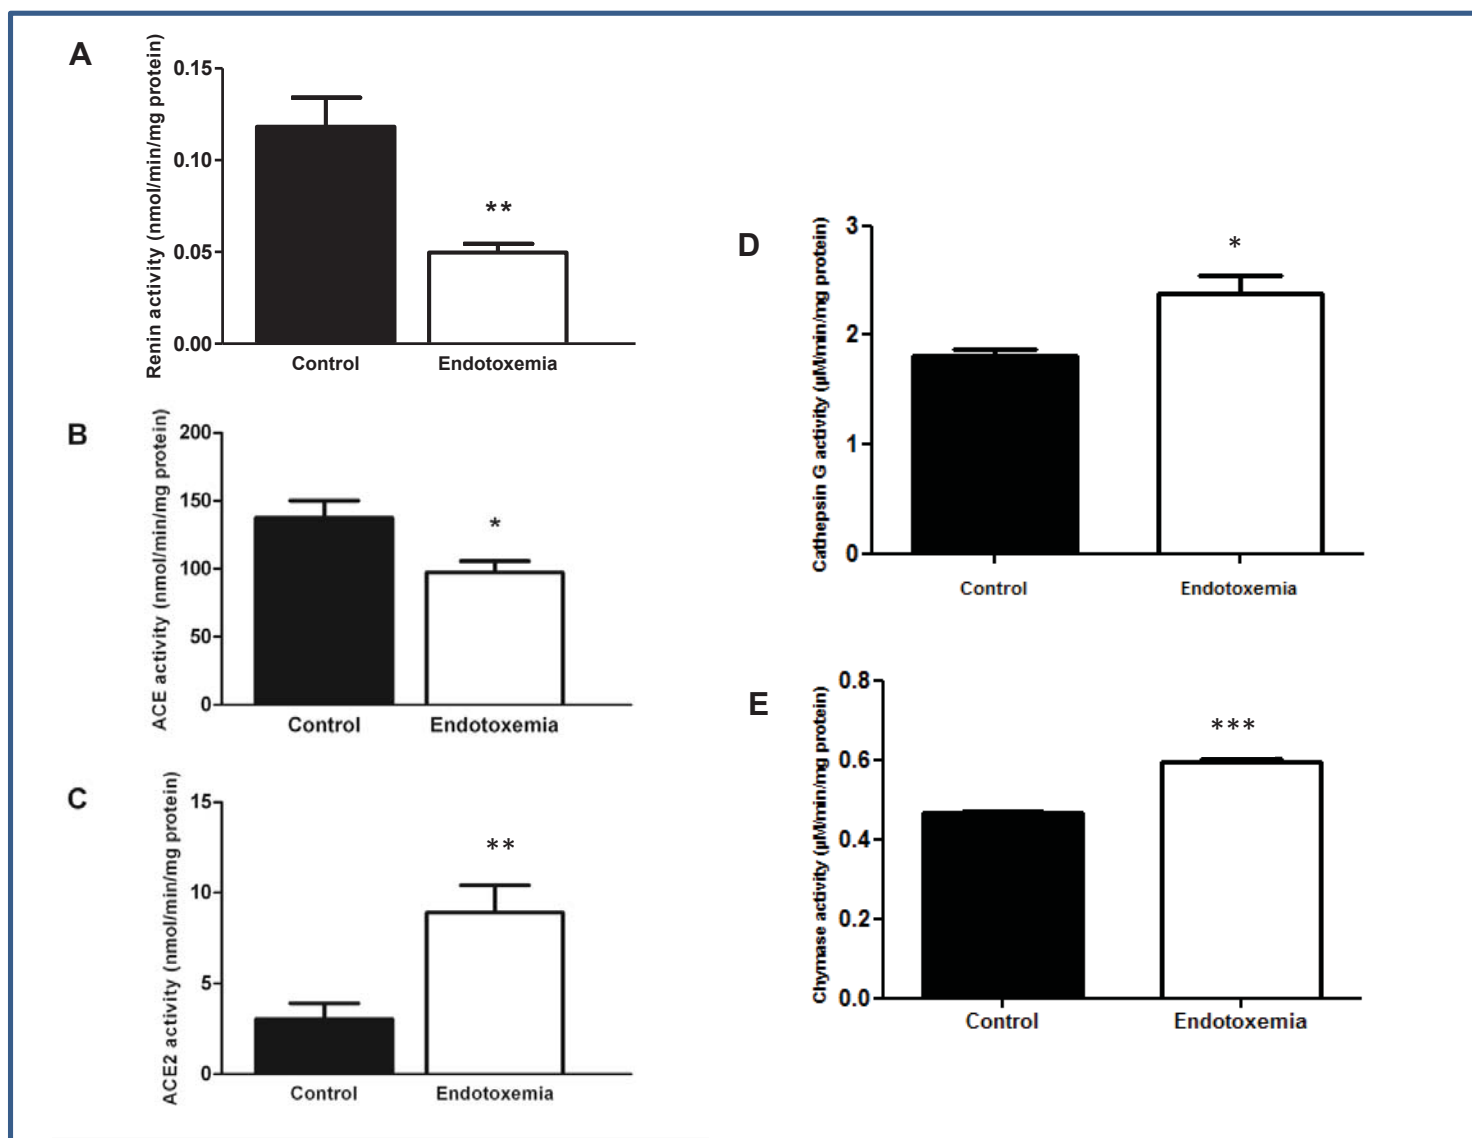 A
Renin activity (nmol/min/mg protein)
0.15
0.10
0.05
0.00
**
Control Endotoxemia
B
ACE activity (nmol/min/mg protein)
200
150
100
50
0
*
Control Endotoxemia
C
ACE2 activity (nmol/min/mg protein)
15
10
5
0
**
Control Endotoxemia
D
Cathepsin G activity (µM/min/mg protein)
3
2
1
0
*
Control Endotoxemia
E
Chymase activity (µM/min/mg protein)
0.8
0.6
0.4
0.2
0.0
***
Control Endotoxemia